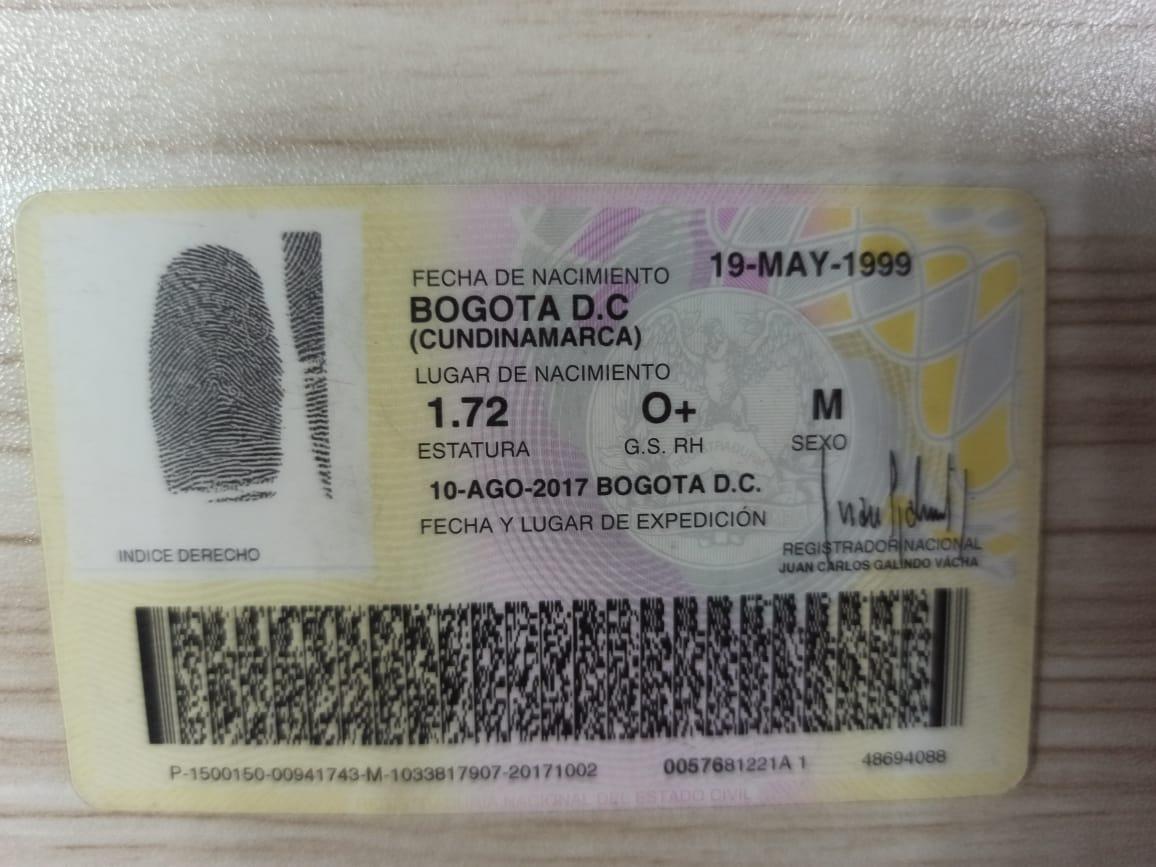 FECHA DE NACIMIENTO 19-MAY-1999
BOGOTA D.C
(CUNDINAMARCA)
LUGAR DE NACIMIENTO
1.72 O+ M
ESTATURA G.S. RH SEXO
10-AGO-2017 BOGOTA D.C.
FECHA Y LUGAR DE EXPEDICIÓN
INDICE DERECHO
REGISTRADOR NACIONAL
JUAN CARLOS GALINDO VACHA
P-1500150-00941743-M-1033817907-20171002 0057681221A 1 48694088
NACIONAL DEL ESTADO CIVIL